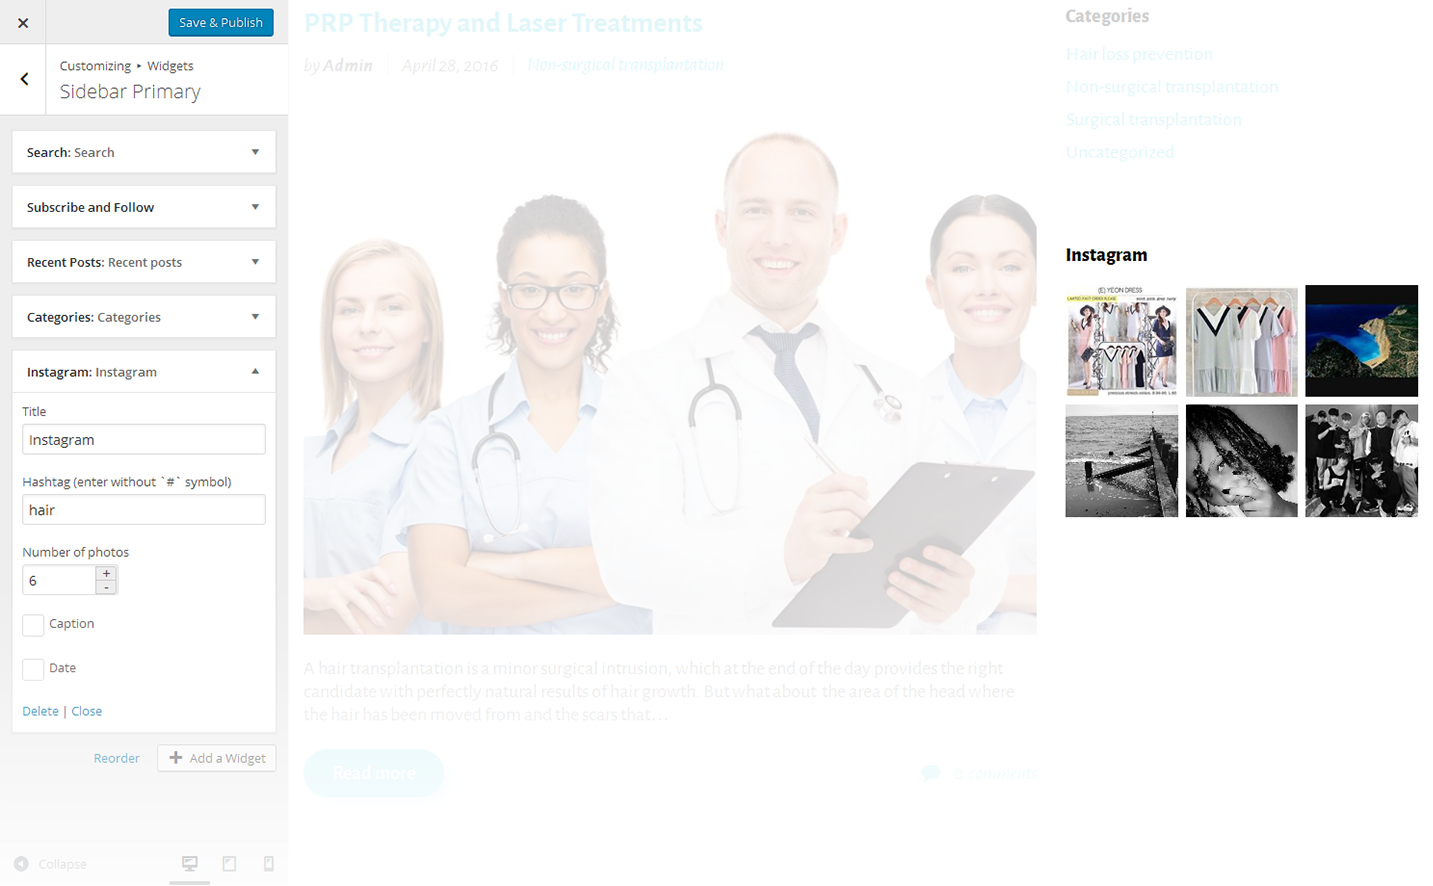 Save & Publish
Customizing ▸ Widgets
Sidebar Primary
Search: Search
Subscribe and Follow
Recent Posts: Recent posts
Categories: Categories
Instagram: Instagram
Title
Instagram
Hashtag (enter without `#` symbol)
hair
Number of photos
6
+
-
Caption
Date
Delete | Close
Reorder
Add a Widget
Collapse
PRP Therapy and Laser Treatments
by Admin
April 28, 2016
Non-surgical transplantation
A hair transplantation is a minor surgical intrusion, which at the end of the day provides the right
candidate with perfectly natural results of hair growth. But what about the area of the head where
the hair has been moved from and the scars that…
Read more
0 comments
Categories
Hair loss prevention
Non-surgical transplantation
Surgical transplantation
Uncategorized
Instagram
(E) YEON DRESS